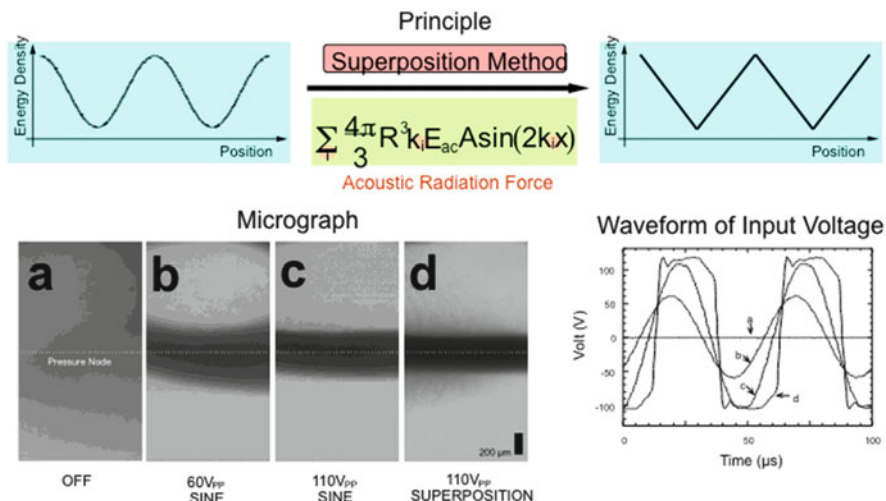 Principle
Energy Density
Position
Superposition Method
∑ i 4π/3 R³kᵢE_ac Asin(2kᵢx)
Acoustic Radiation Force
Energy Density
Position
Micrograph
a
b
c
d
Pressure Node
200 μm
OFF
60V_PP
SINE
110V_PP
SINE
110V_PP
SUPERPOSITION
Waveform of Input Voltage
Volt (V)
100
50
0
-50
-100
a
b
c
d
0
50
100
Time (μs)